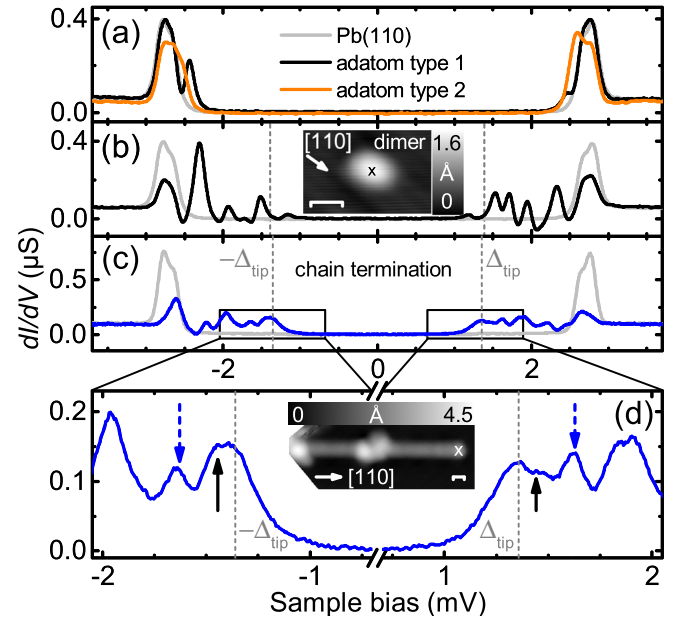 (a)
0.4
0.0
Pb(110)
adatom type 1
adatom type 2
(b)
0.4
0.0
[110]
dimer
x
1.6
Å
0
(c)
0.5
0.0
−Δtip
chain termination
Δtip
-2
0
2
dI/dV (µS)
(d)
0.2
0.1
0.0
0
Å
4.5
x
[110]
−Δtip
Δtip
-2
-1
1
2
Sample bias (mV)